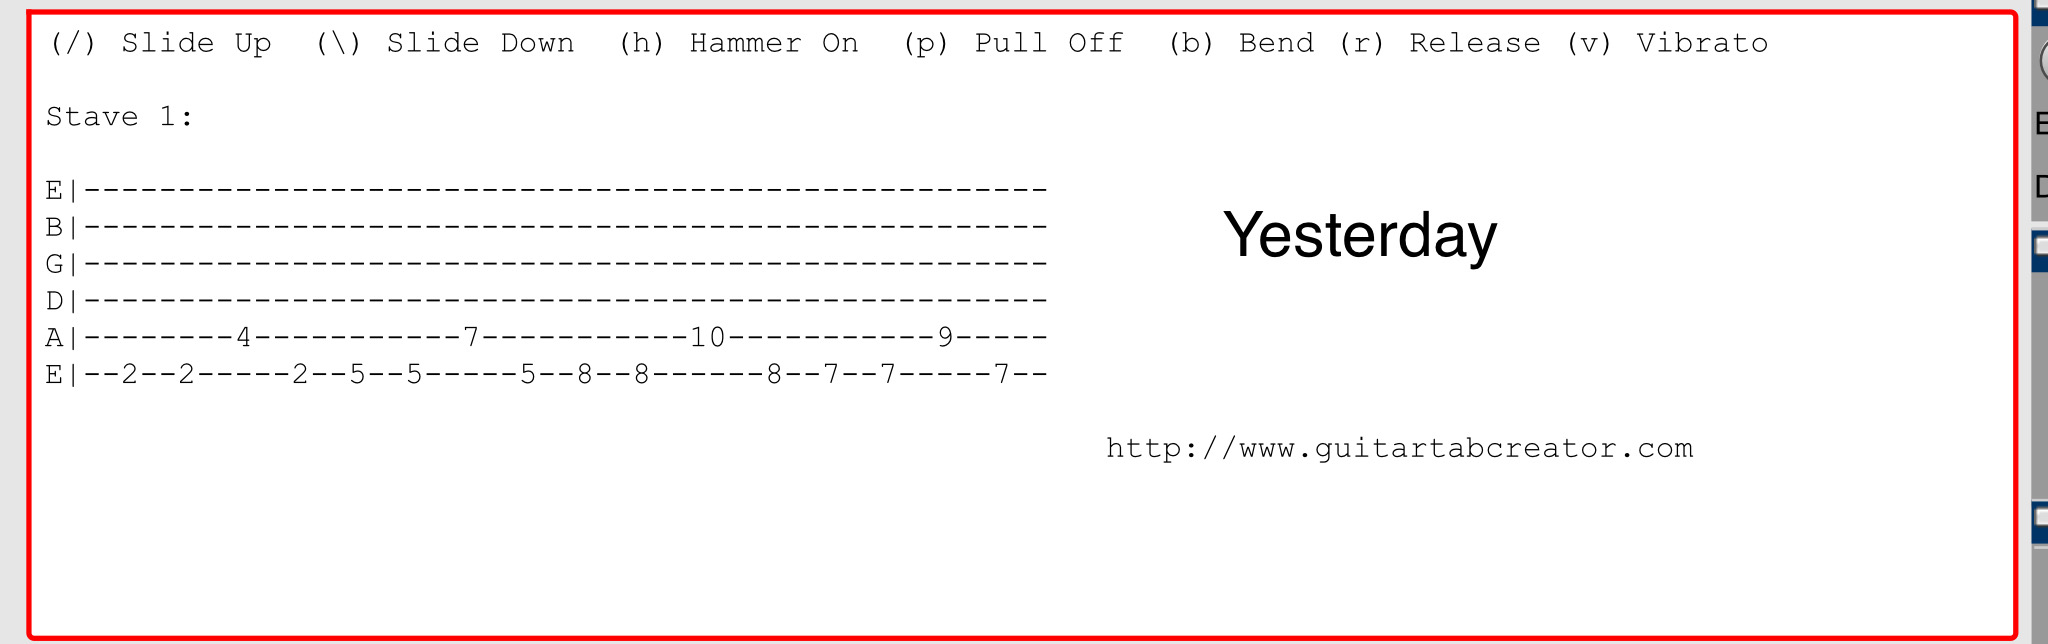 (/) Slide Up  (\) Slide Down  (h) Hammer On  (p) Pull Off  (b) Bend (r) Release (v) Vibrato
Stave 1:
E|---------------------------------------------------
B|---------------------------------------------------
G|---------------------------------------------------
D|---------------------------------------------------
A|--------4-----------7-----------10-----------9-----
E|--2--2-----2--5--5-----5--8--8------8--7--7-----7--
Yesterday
http://www.guitartabcreator.com